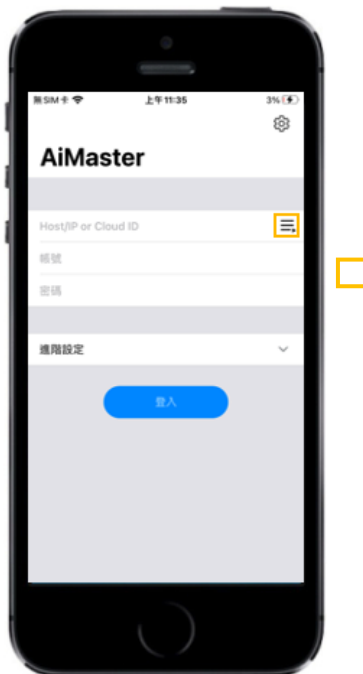 無SIM卡 上午11:35 3%
AiMaster
Host/IP or Cloud ID
帳號
密碼
進階設定
登入